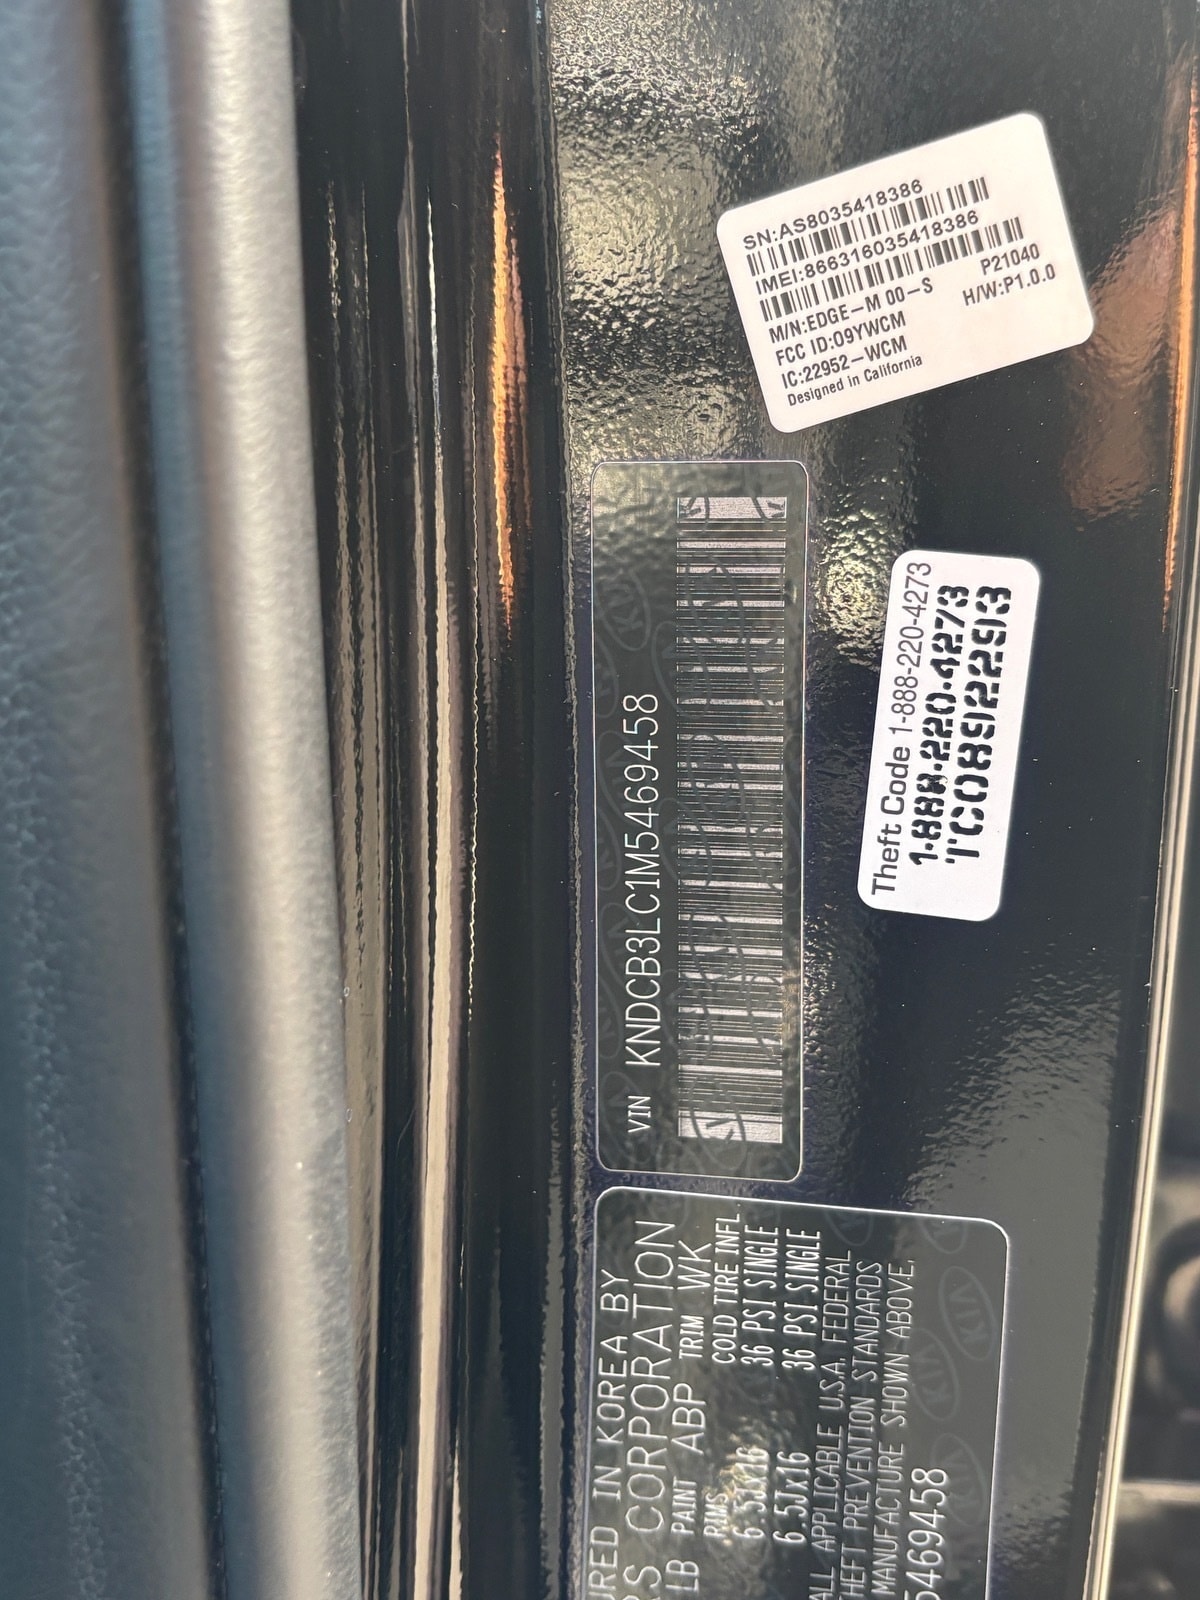 SN:AS8035418386
IMEI:866316035418386
M/N:EDGE-M 00-S
P21040
FCC ID:09YWCM
H/W:P1.0.0
IC:22952-WCM
Designed in California
VIN KNDCB3LC1M5469458
Theft Code 1-888-220-4273
1-888-220-4273
TC0892293
URED IN KOREA BY
RS CORPORATION
LB PAINT ABP TRIM WK
RIMS COLD TIRE INFL.
6.5Jx16 36 PSI SINGLE
6.5Jx16 36 PSI SINGLE
ALL APPLICABLE U.S.A. FEDERAL
THEFT PREVENTION STANDARDS
MANUFACTURE SHOWN ABOVE.
5469458
KIA